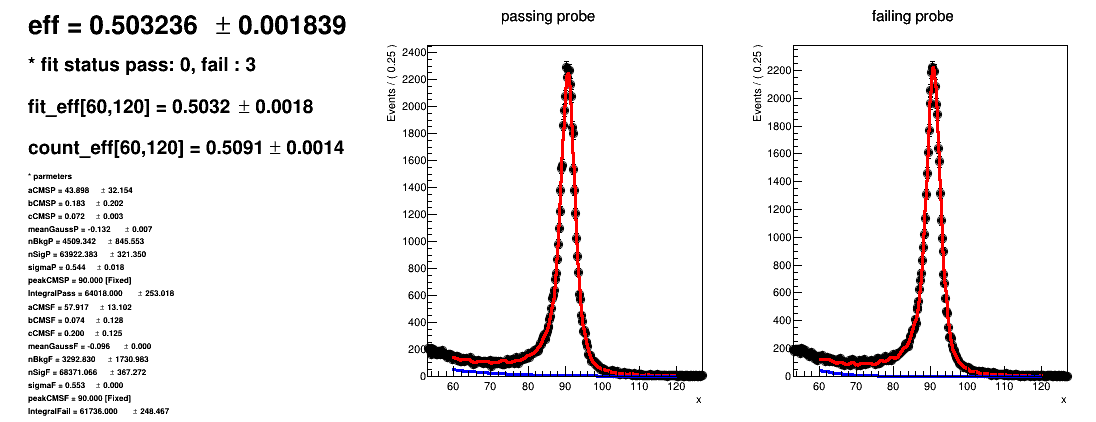 eff = 0.503236 ± 0.001839
* fit status pass: 0, fail : 3
fit_eff[60,120] = 0.5032 ± 0.0018
count_eff[60,120] = 0.5091 ± 0.0014
* parmeters
aCMSP = 43.898 ± 32.154
bCMSP = 0.183 ± 0.202
cCMSP = 0.072 ± 0.003
meanGaussP = -0.132 ± 0.007
nBkgP = 4509.342 ± 845.553
nSigP = 63922.383 ± 321.350
sigmaP = 0.544 ± 0.018
peakCMSP = 90.000 [Fixed]
IntegralPass = 64018.000 ± 253.018
aCMSF = 57.917 ± 13.102
bCMSF = 0.074 ± 0.128
cCMSF = 0.200 ± 0.125
meanGaussF = -0.096 ± 0.000
nBkgF = 3292.830 ± 1730.983
nSigF = 68371.066 ± 367.272
sigmaF = 0.553 ± 0.000
peakCMSF = 90.000 [Fixed]
IntegralFail = 61736.000 ± 248.467
passing probe
Events / ( 0.25 )
2400
2200
2000
1800
1600
1400
1200
1000
800
600
400
200
0
60 70 80 90 100 110 120
x
failing probe
Events / ( 0.25 )
2200
2000
1800
1600
1400
1200
1000
800
600
400
200
0
60 70 80 90 100 110 120
x